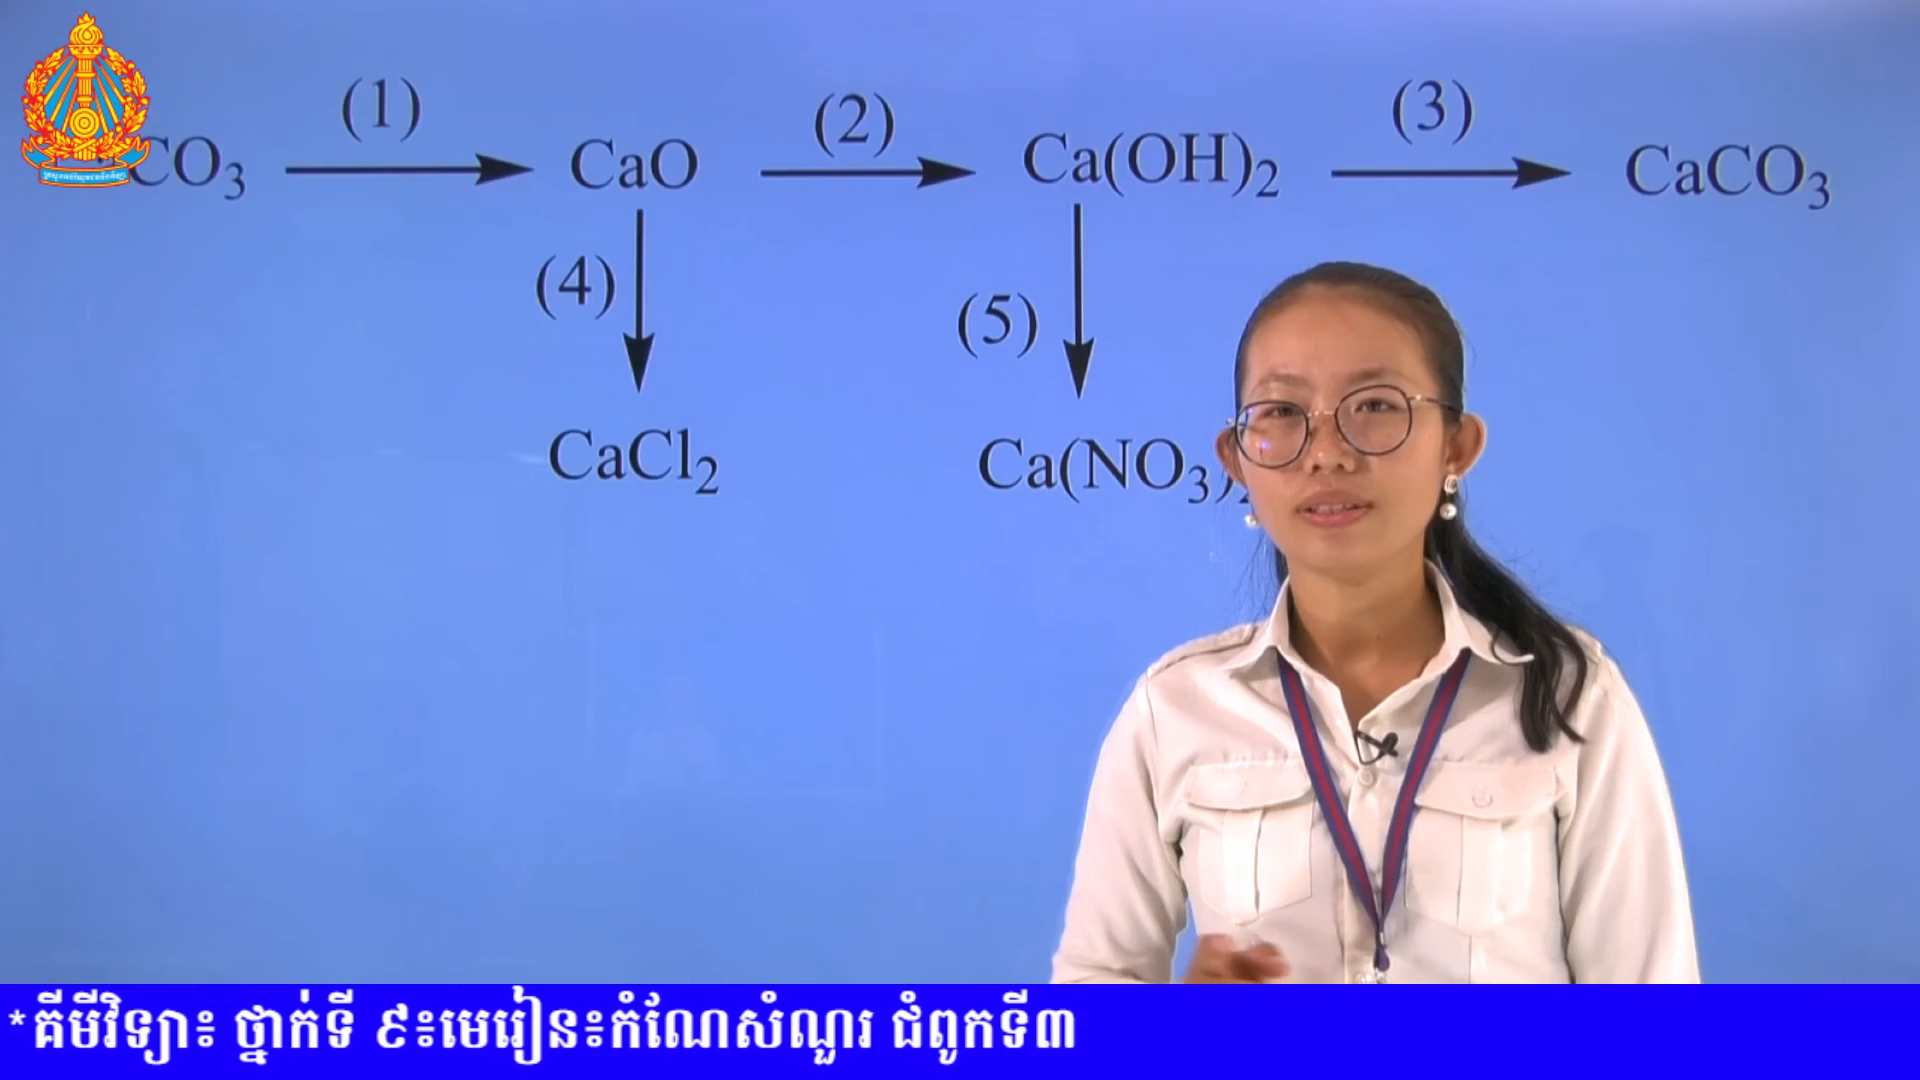 (1) (2) (3)
CO₃ CaO Ca(OH)₂ CaCO₃
(4) (5)
CaCl₂ Ca(NO₃)₂
*គីមីវិទ្យា៖ ថ្នាក់ទី ៩៖មេរៀន៖កំណែសំណួរ ជំពូកទី៣